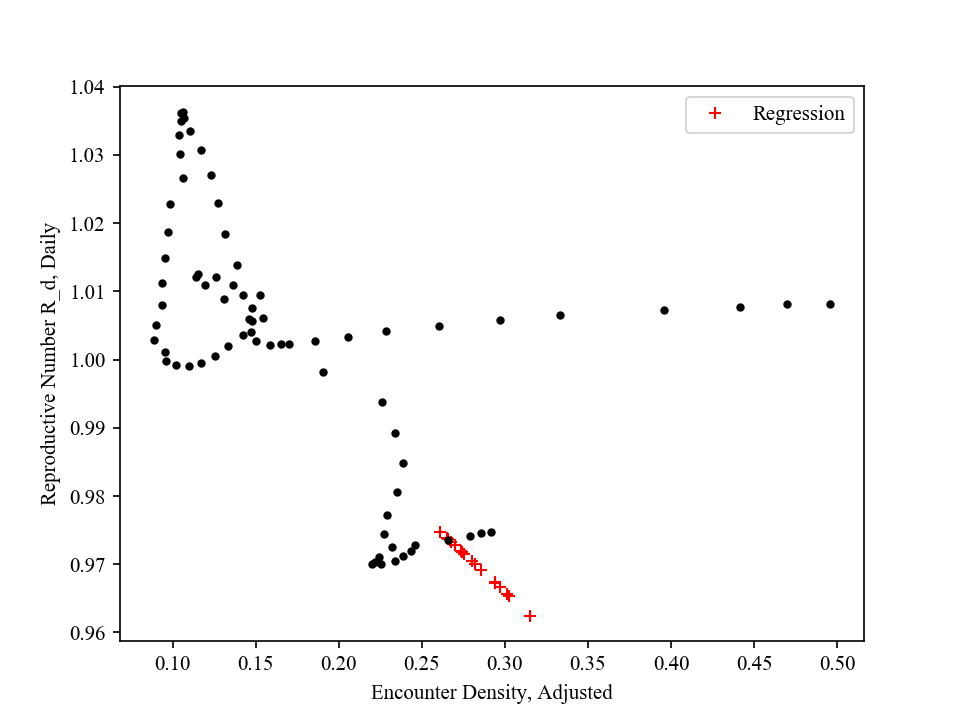 1.04
1.03
1.02
1.01
1.00
0.99
0.98
0.97
0.96
Reproductive Number R_d, Daily
Regression
0.10 0.15 0.20 0.25 0.30 0.35 0.40 0.45 0.50
Encounter Density, Adjusted